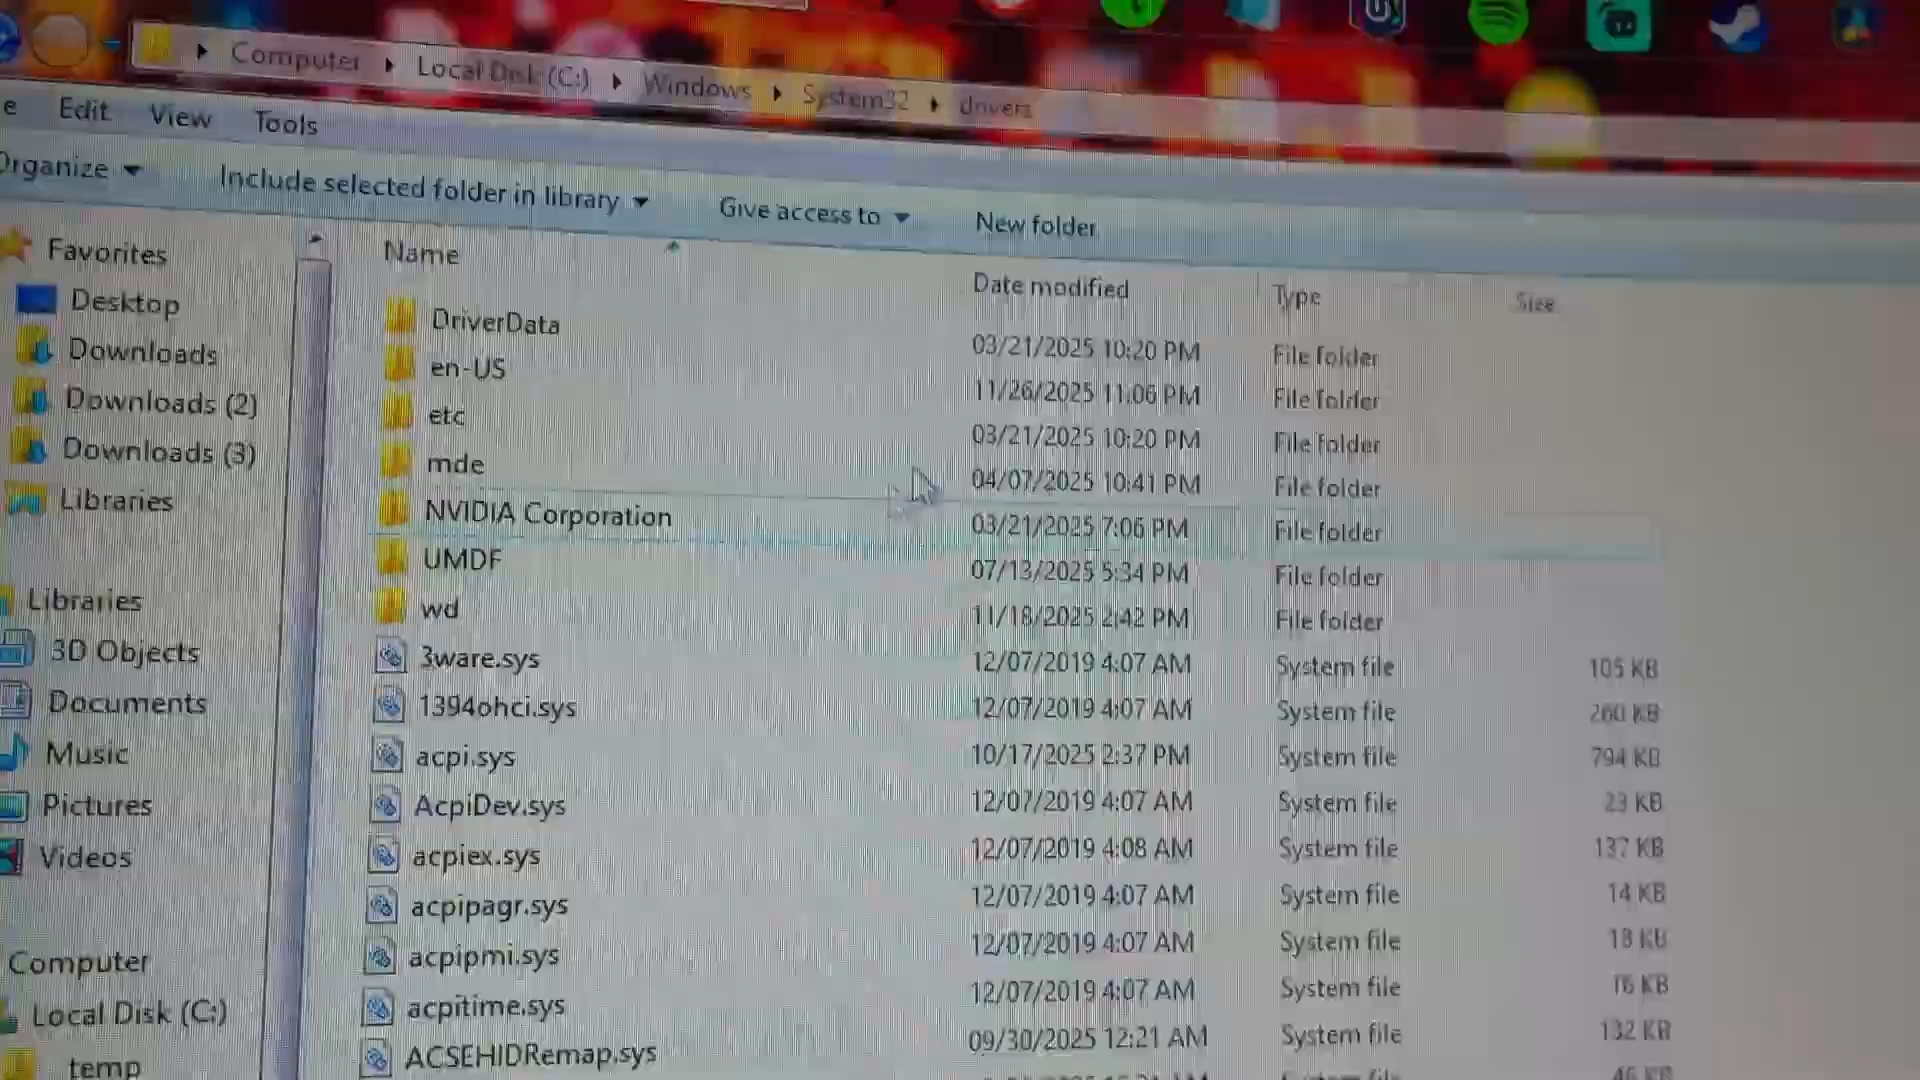 Computer Local Disk (C:) Windows System32 drivers
e Edit View Tools
Organize Include selected folder in library Give access to New folder
Name Date modified Type Size
Favorites
Desktop
Downloads
Downloads (2)
Downloads (3)
Libraries
Libraries
3D Objects
Documents
Music
Pictures
Videos
Computer
Local Disk (C:)
temp
DriverData 03/21/2025 10:20 PM File folder
en-US 11/26/2025 11:06 PM File folder
etc 03/21/2025 10:20 PM File folder
mde 04/07/2025 10:41 PM File folder
NVIDIA Corporation 03/21/2025 7:06 PM File folder
UMDF 07/13/2025 5:34 PM File folder
wd 11/18/2025 2:42 PM File folder
3ware.sys 12/07/2019 4:07 AM System file 105 KB
1394ohci.sys 12/07/2019 4:07 AM System file 260 KB
acpi.sys 10/17/2025 2:37 PM System file 794 KB
AcpiDev.sys 12/07/2019 4:07 AM System file 23 KB
acpiex.sys 12/07/2019 4:08 AM System file 137 KB
acpipagr.sys 12/07/2019 4:07 AM System file 14 KB
acpipmi.sys 12/07/2019 4:07 AM System file 18 KB
acpitime.sys 12/07/2019 4:07 AM System file 16 KB
ACSEHIDRemap.sys 09/30/2025 12:21 AM System file 132 KB